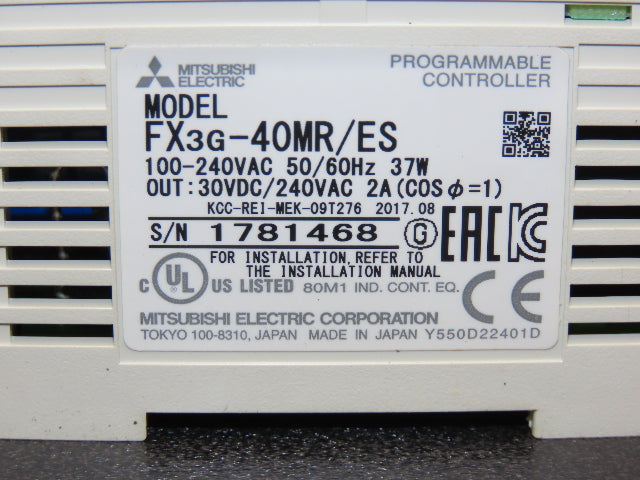 MITSUBISHI ELECTRIC
PROGRAMMABLE CONTROLLER
MODEL
FX3G-40MR/ES
100-240VAC 50/60Hz 37W
OUT:30VDC/240VAC 2A(COSφ=1)
KCC-REI-MEK-09T276 2017.08
S/N 1781468 G EAC KC
FOR INSTALLATION,REFER TO
THE INSTALLATION MANUAL
C UL US LISTED 80M1 IND. CONT. EQ. CE
MITSUBISHI ELECTRIC CORPORATION
TOKYO 100-8310, JAPAN MADE IN JAPAN Y550D22401D